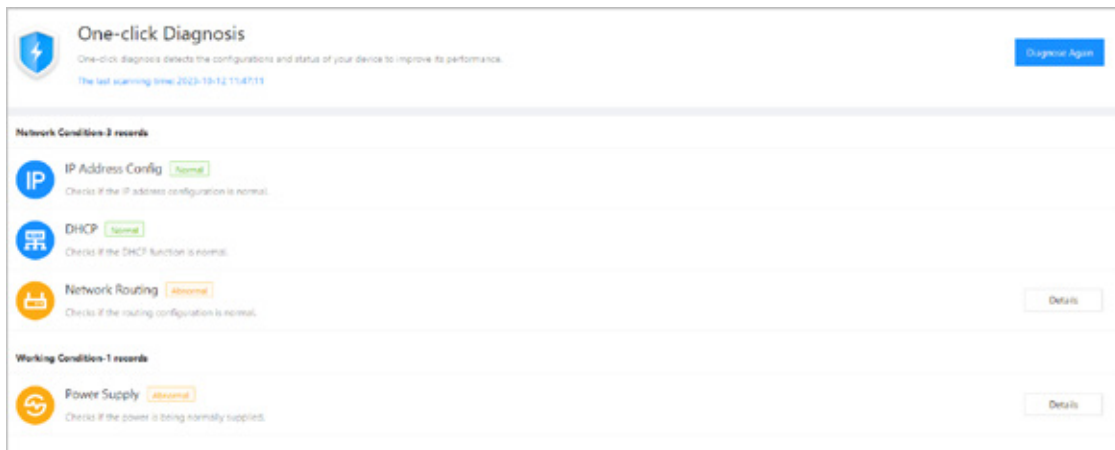 One-click Diagnosis
One-click diagnosis detects the configurations and status of your device to improve its performance.
The last scanning time: 2023-10-12 11:47:11
Diagnose Again
Network Condition-3 records
IP
IP Address Config Normal
Checks if the IP address configuration is normal.
DHCP Normal
Checks if the DHCP function is normal.
Network Routing Abnormal
Checks if the routing configuration is normal.
Details
Working Condition-1 records
Power Supply Abnormal
Checks if the power is being normally supplied.
Details